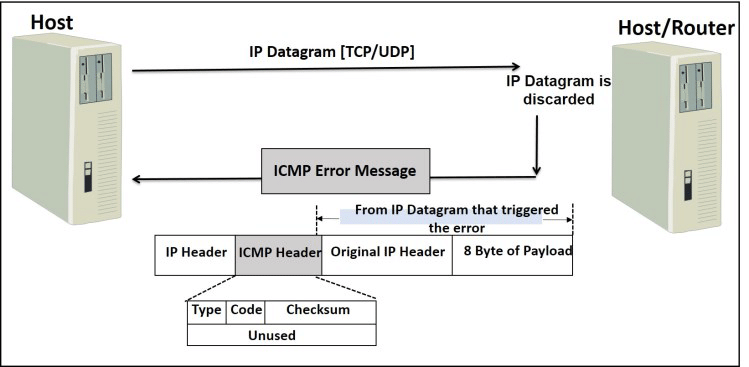 Host
Host/Router
IP Datagram [TCP/UDP]
IP Datagram is
discarded
ICMP Error Message
From IP Datagram that triggered
the error
IP Header
ICMP Header
Original IP Header
8 Byte of Payload
Type
Code
Checksum
Unused